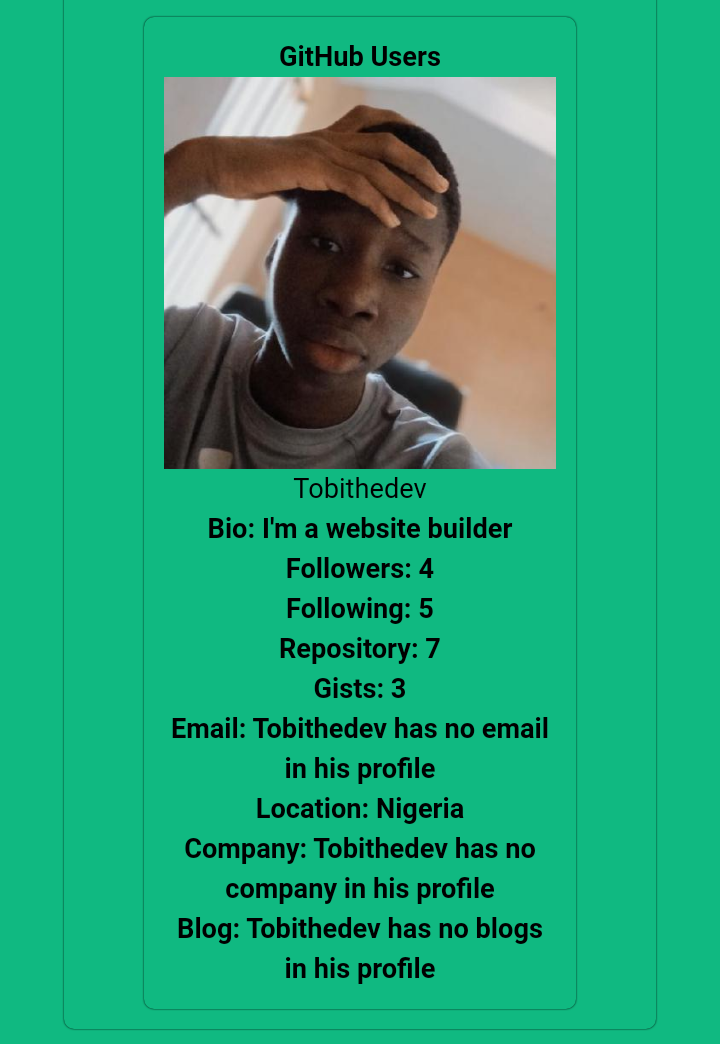 GitHub Users
Tobithedev
Bio: I'm a website builder
Followers: 4
Following: 5
Repository: 7
Gists: 3
Email: Tobithedev has no email
in his profile
Location: Nigeria
Company: Tobithedev has no
company in his profile
Blog: Tobithedev has no blogs
in his profile